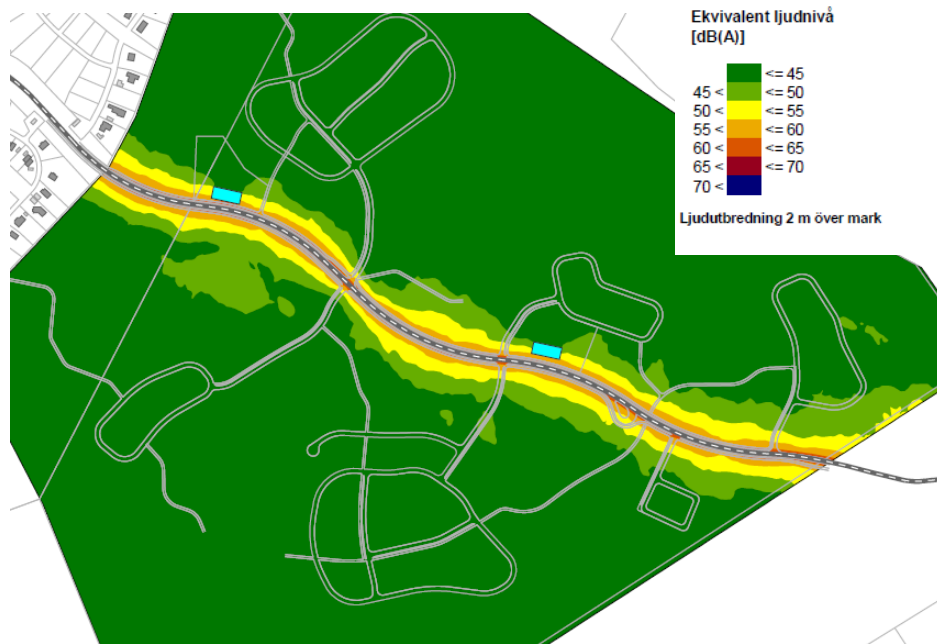 Ekvivalent ljudnivå
[dB(A)]
<= 45
45 < <= 50
50 < <= 55
55 < <= 60
60 < <= 65
65 < <= 70
70 <
Ljudutbredning 2 m över mark